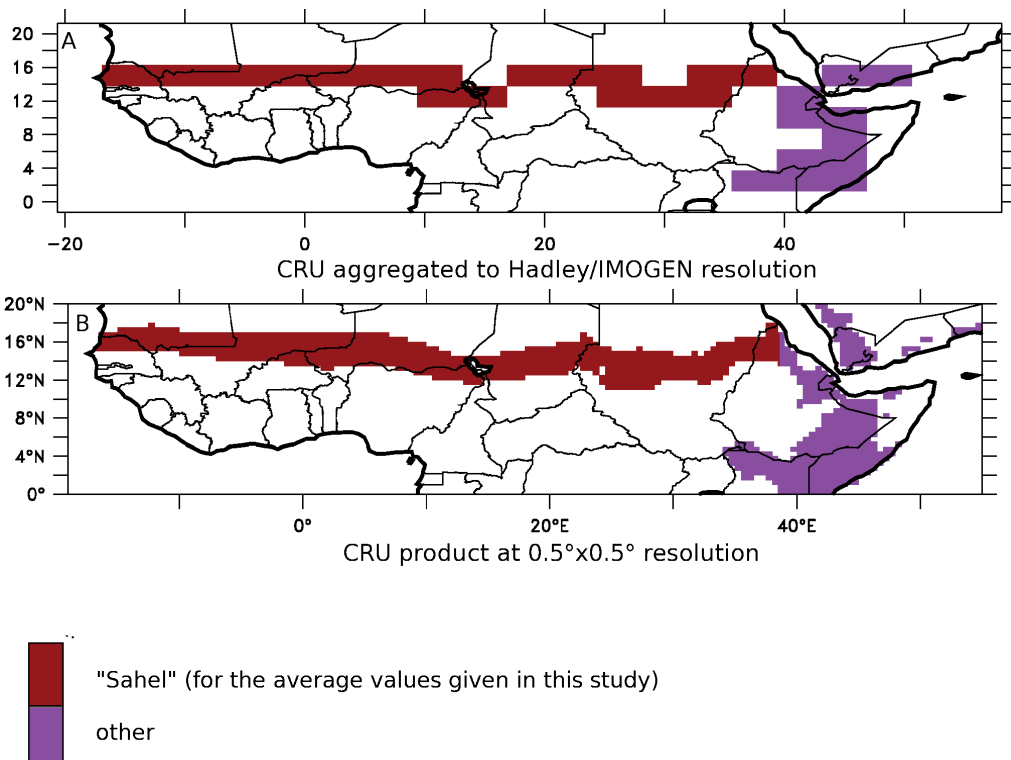 A
20
16
12
8
4
0
−20 0 20 40
CRU aggregated to Hadley/IMOGEN resolution
B
20°N
16°N
12°N
8°N
4°N
0°
0° 20°E 40°E
CRU product at 0.5°x0.5° resolution
"Sahel" (for the average values given in this study)
other